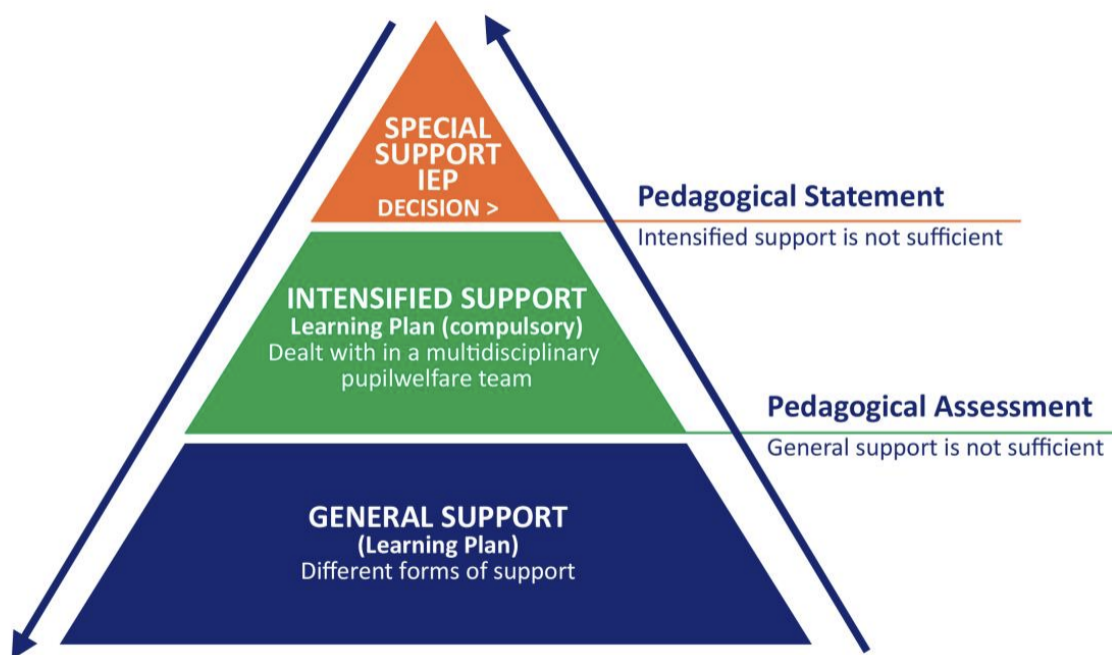 SPECIAL
SUPPORT
IEP
DECISION >
Pedagogical Statement
Intensified support is not sufficient
INTENSIFIED SUPPORT
Learning Plan (compulsory)
Dealt with in a multidisciplinary
pupilwelfare team
Pedagogical Assessment
General support is not sufficient
GENERAL SUPPORT
(Learning Plan)
Different forms of support